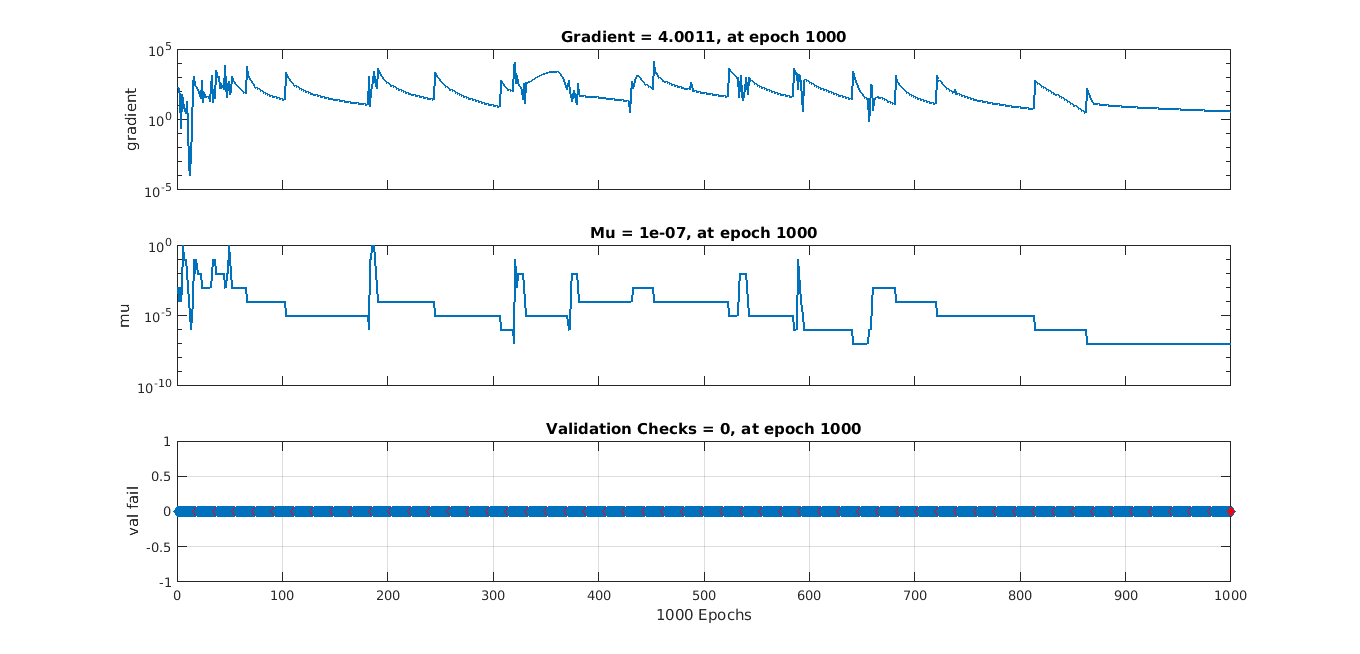 Gradient = 4.0011, at epoch 1000
10^5
10^0
10^-5
gradient
Mu = 1e-07, at epoch 1000
10^0
10^-5
10^-10
mu
Validation Checks = 0, at epoch 1000
1
0.5
0
-0.5
-1
val fail
0 100 200 300 400 500 600 700 800 900 1000
1000 Epochs